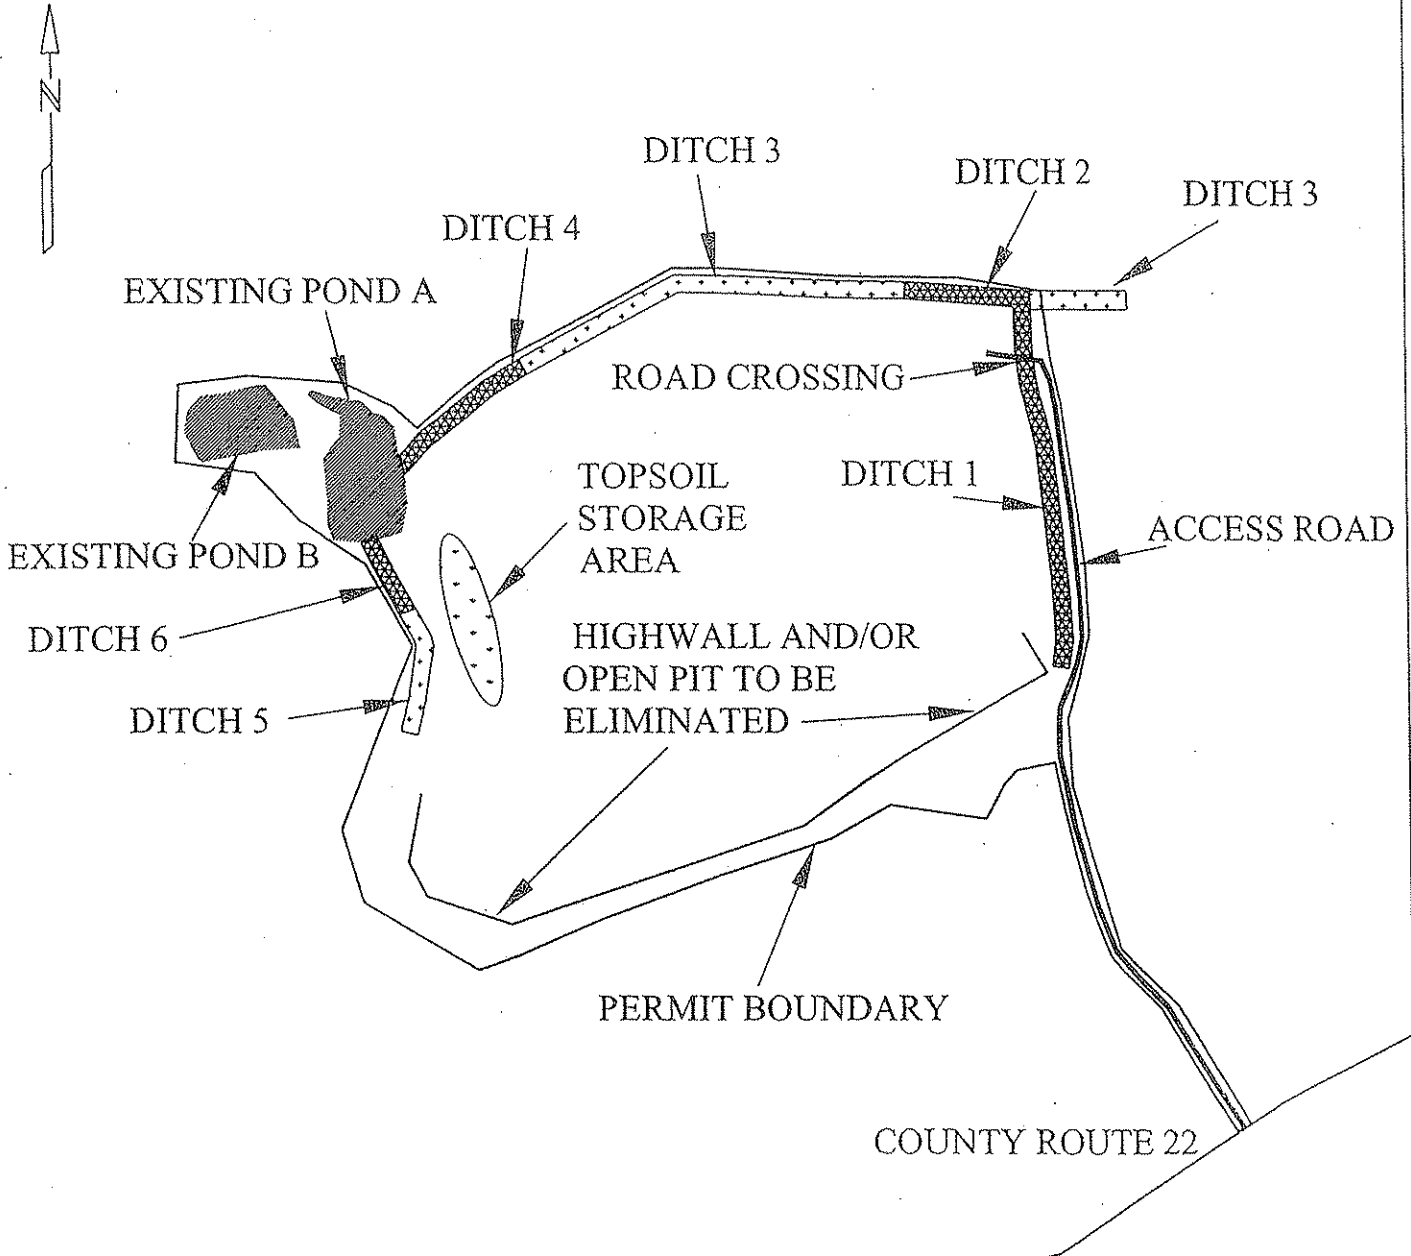 N
DITCH 3
DITCH 2
DITCH 3
DITCH 4
EXISTING POND A
ROAD CROSSING
TOPSOIL
STORAGE
AREA
DITCH 1
ACCESS ROAD
EXISTING POND B
DITCH 6
HIGHWALL AND/OR
OPEN PIT TO BE
ELIMINATED
DITCH 5
PERMIT BOUNDARY
COUNTY ROUTE 22